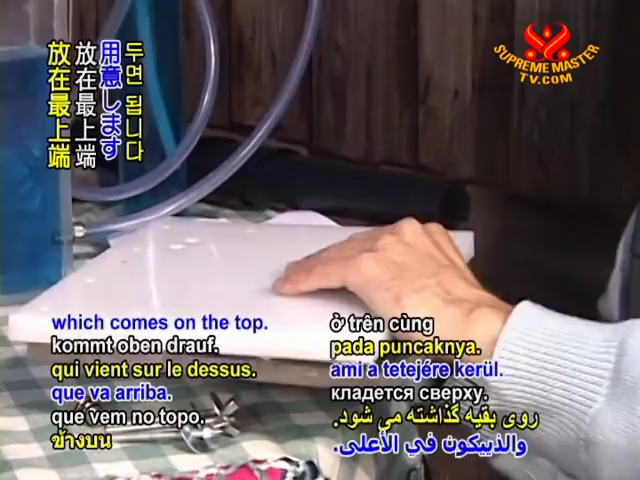 放在最上端
放在最上端
用意します
두면 됩니다
SUPREME MASTER
TV.COM
which comes on the top.
kommt oben drauf.
qui vient sur le dessus.
que va arriba.
que vem no topo.
ข้างบน
ở trên cùng
pada puncaknya.
ami a tetejére kerül.
кладется сверху.
روی بقیه گذاشته می شود.
والذييكون في الأعلى.